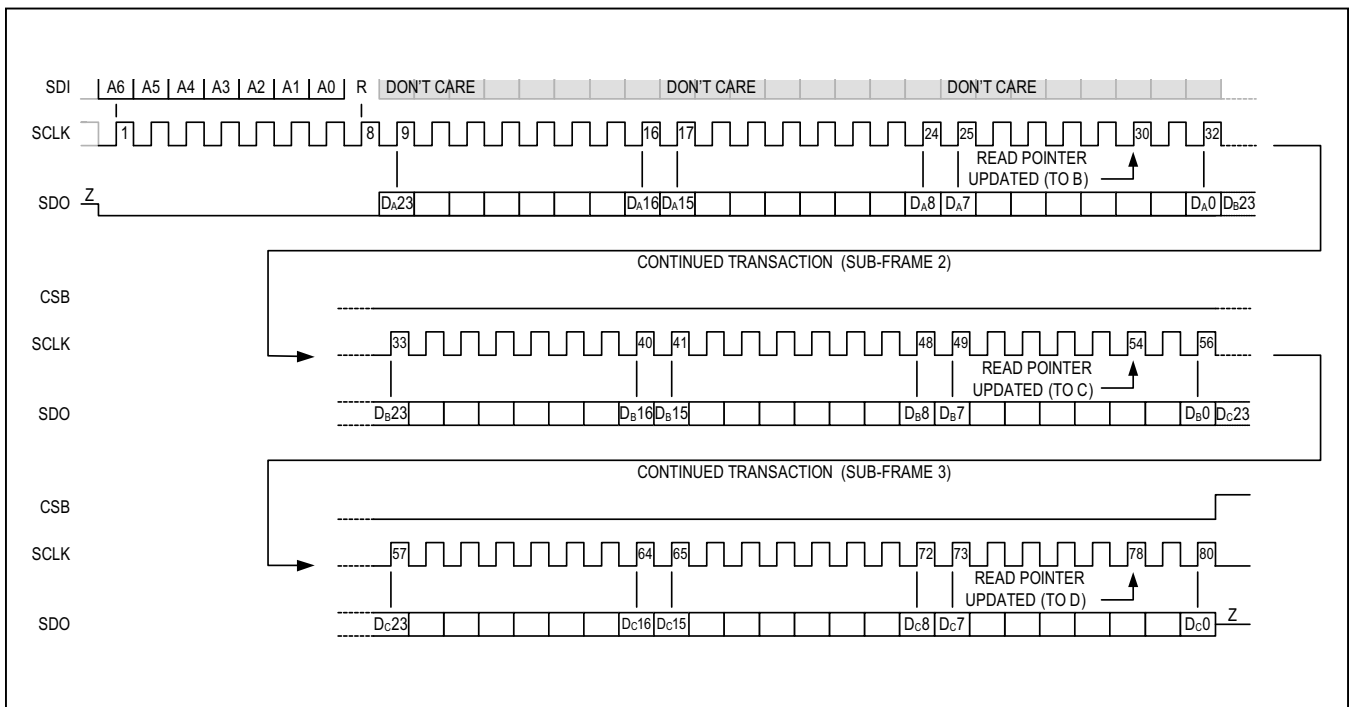 SDI A6 A5 A4 A3 A2 A1 A0 R DON'T CARE DON'T CARE DON'T CARE
SCLK 1 8 9 16 17 24 25 30 32
READ POINTER
UPDATED (TO B)
SDO Z DA23 DA16 DA15 DA8 DA7 DA0 DB23
CONTINUED TRANSACTION (SUB-FRAME 2)
CSB
SCLK 33 40 41 48 49 54 56
READ POINTER
UPDATED (TO C)
SDO DB23 DB16 DB15 DB8 DB7 DB0 DC23
CONTINUED TRANSACTION (SUB-FRAME 3)
CSB
SCLK 57 64 65 72 73 78 80
READ POINTER
UPDATED (TO D)
SDO DC23 DC16 DC15 DC8 DC7 DC0 Z